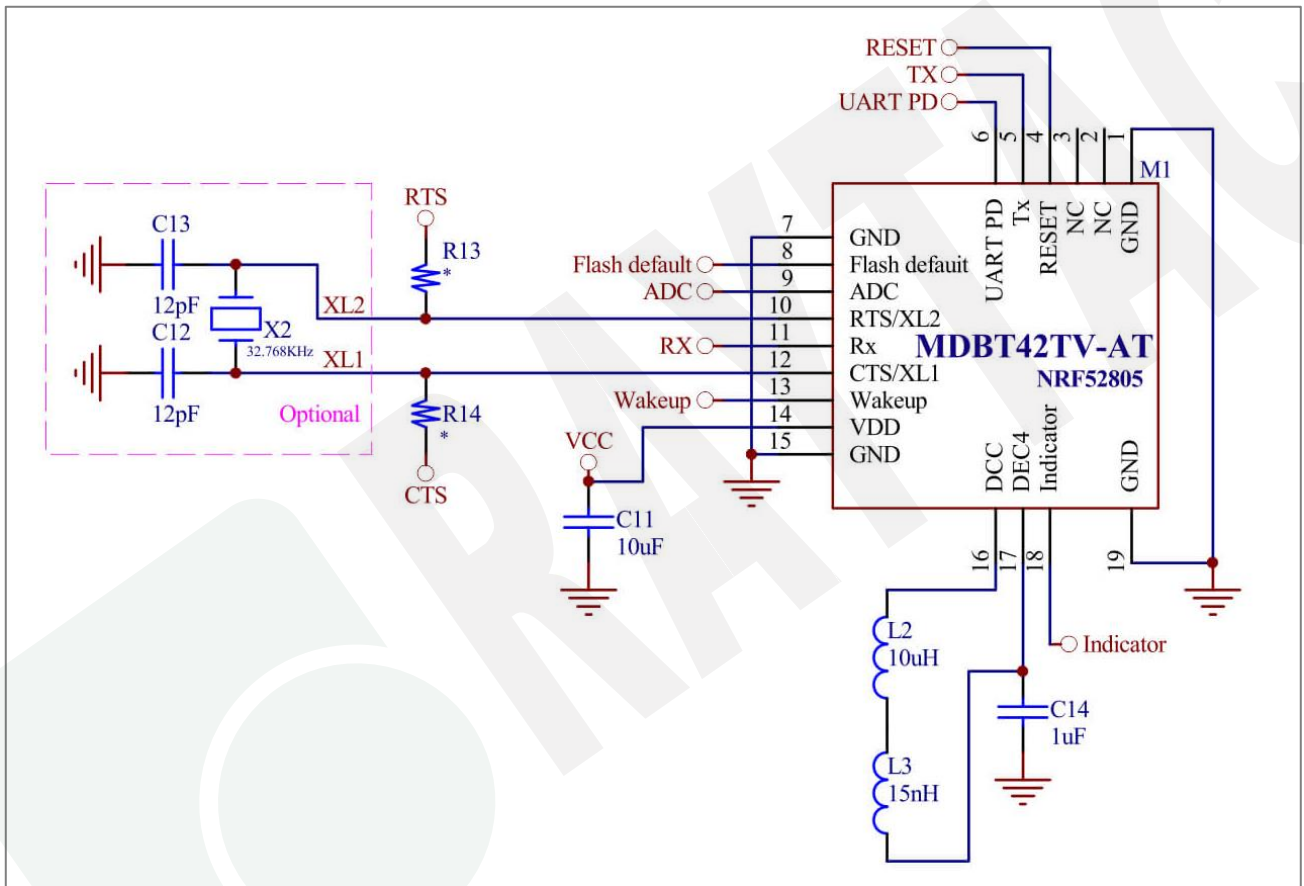 RESET
TX
UART PD
6 5 4 3 2 1
M1
UART PD Tx RESET NC NC GND
RTS
R13
*
C13
12pF
XL2
X2
32.768KHz
C12
12pF
XL1
Optional
R14
*
CTS
7 GND
Flash default 8 Flash defauit
ADC 9 ADC
10 RTS/XL2
RX 11 Rx
12 CTS/XL1
Wakeup 13 Wakeup
14 VDD
15 GND
MDBT42TV-AT
NRF52805
VCC
C11
10uF
DCC DEC4 Indicator GND
16 17 18 19
L2
10uH
Indicator
C14
1uF
L3
15nH
RAYTAC